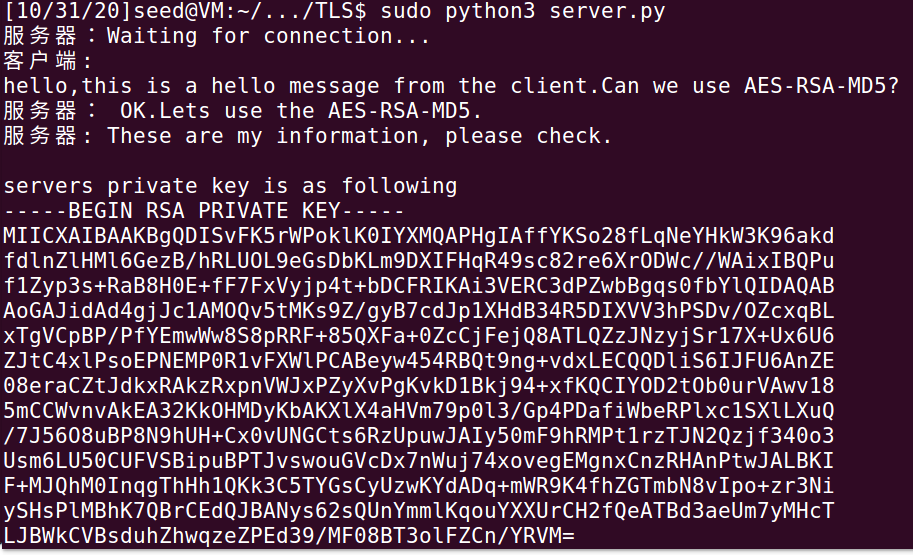 [10/31/20]seed@VM:~/.../TLS$ sudo python3 server.py
服务器：Waiting for connection...
客户端:
hello,this is a hello message from the client.Can we use AES-RSA-MD5?
服务器： OK.Lets use the AES-RSA-MD5.
服务器: These are my information, please check.
servers private key is as following
-----BEGIN RSA PRIVATE KEY-----
MIICXAIBAAKBgQDISvFK5rWPoklK0IYXMQAPHgIAffYKSo28fLqNeYHkW3K96akd
fdlnZlHMl6GezB/hRLUOL9eGsDbKLm9DXIFHqR49sc82re6XrODWc//WAixIBQPu
f1Zyp3s+RaB8H0E+fF7FxVyjp4t+bDCFRIKAi3VERC3dPZwbBgqs0fbYlQIDAQAB
AoGAJidAd4gjJc1AMOQv5tMKs9Z/gyB7cdJp1XHdB34R5DIXVV3hPSDv/OZcxqBL
xTgVCpBP/PfYEmwWw8S8pRRF+85QXFa+0ZcCjFejQ8ATLQZzJNzyjSr17X+Ux6U6
ZJtC4xlPsoEPNEMP0R1vFXWlPCABeyw454RBQt9ng+vdxLECQQDliS6IJFU6AnZE
08eraCZtJdkxRAkzRxpnVWJxPZyXvPgKvkD1Bkj94+xfKQCIYOD2tOb0urVAwv18
5mCCWvnvAkEA32KkOHMDyKbAKXlX4aHVm79p0l3/Gp4PDafiWbeRPlxc1SXlLXuQ
/7J56O8uBP8N9hUH+Cx0vUNGCts6RzUpuwJAIy50mF9hRMPt1rzTJN2Qzjf340o3
Usm6LU50CUFVSBipuBPTJvswouGVcDx7nWuj74xovegEMgnxCnzRHAnPtwJALBKI
F+MJQhM0InqgThHh1QKk3C5TYGsCyUzwKYdADq+mWR9K4fhZGTmbN8vIpo+zr3Ni
ySHsPlMBhK7QBrCEdQJBANys62sQUnYmmlKqouYXXUrCH2fQeATBd3aeUm7yMHcT
LJBWkCVBsduhZhwqzeZPEd39/MF08BT3olFZCn/YRVM=